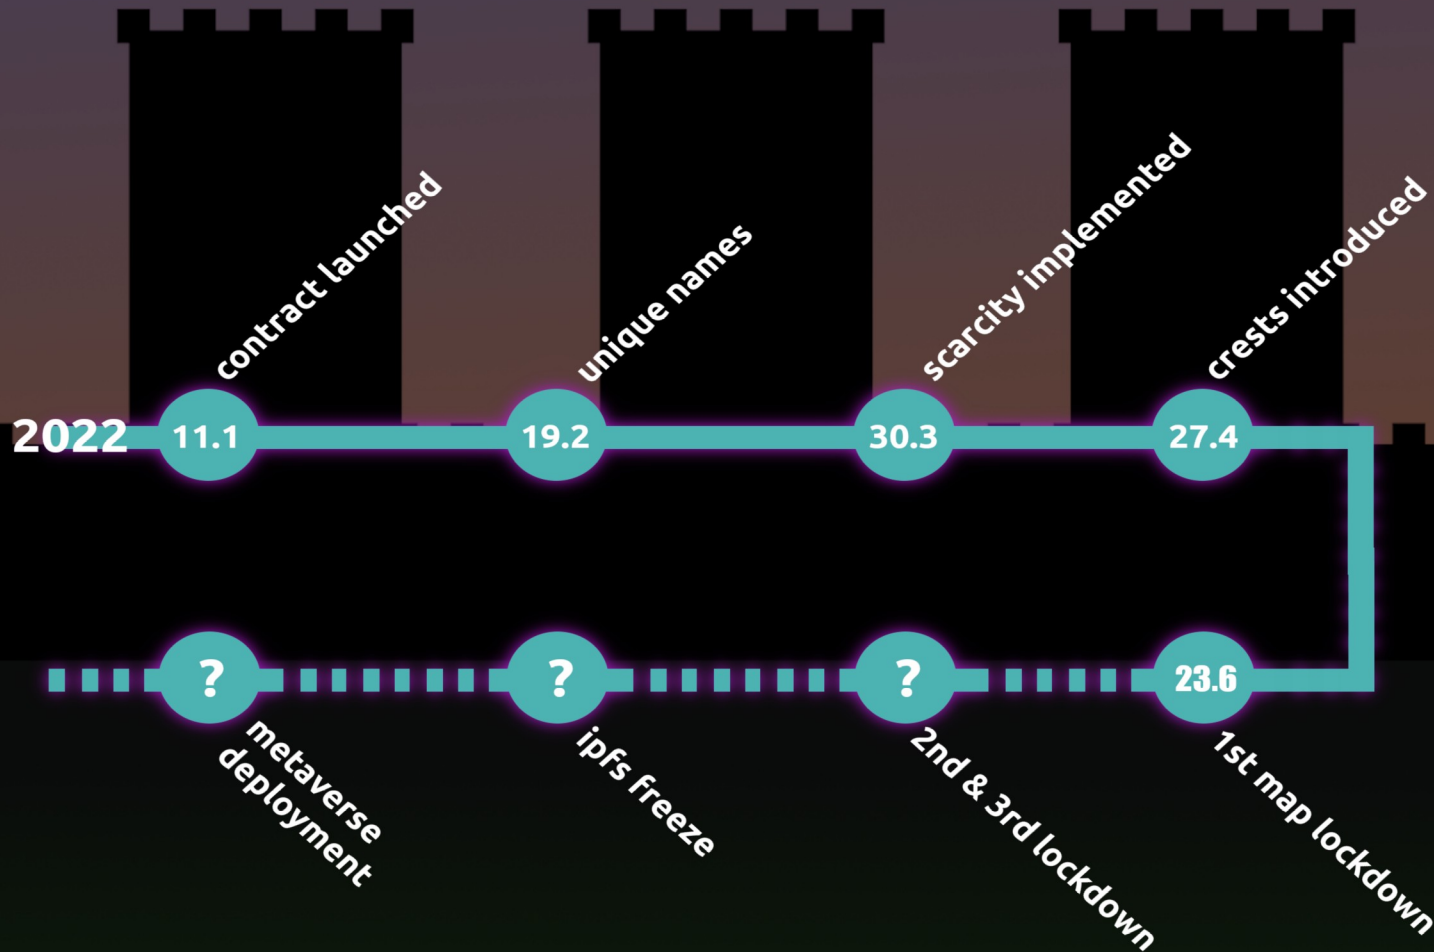 contract launched
unique names
scarcity implemented
crests introduced
2022
11.1
19.2
30.3
27.4
?
?
?
23.6
metaverse
deployment
ipfs freeze
2nd & 3rd lockdown
1st map lockdown